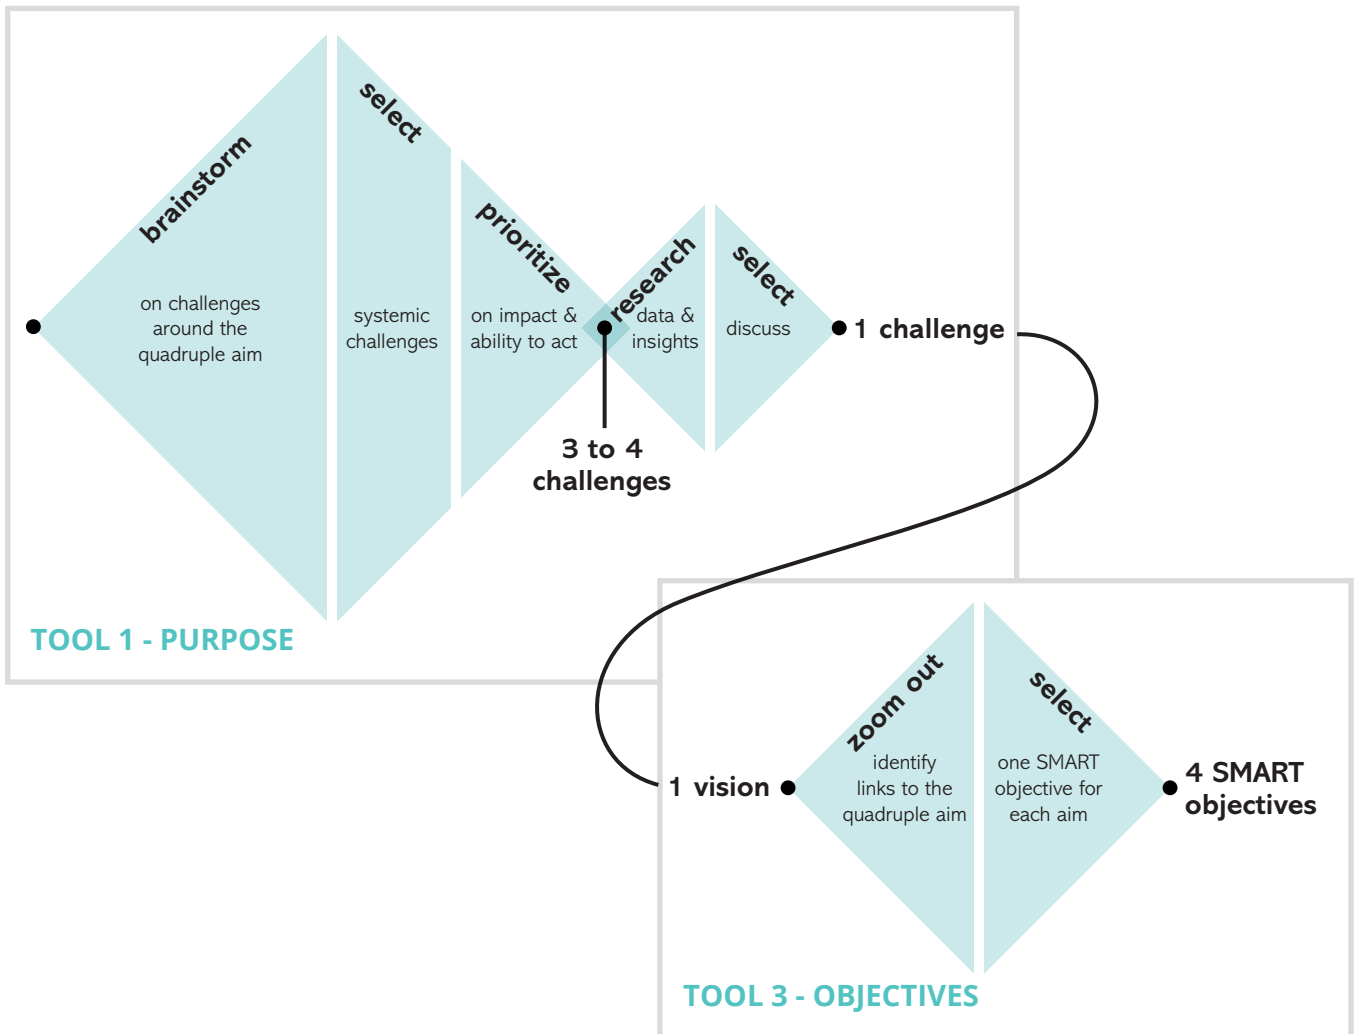 brainstorm
on challenges
around the
quadruple aim
select
systemic
challenges
prioritize
on impact &
ability to act
3 to 4
challenges
research
data &
insights
select
discuss
1 challenge
TOOL 1 - PURPOSE
1 vision
zoom out
identify
links to the
quadruple aim
select
one SMART
objective for
each aim
4 SMART
objectives
TOOL 3 - OBJECTIVES